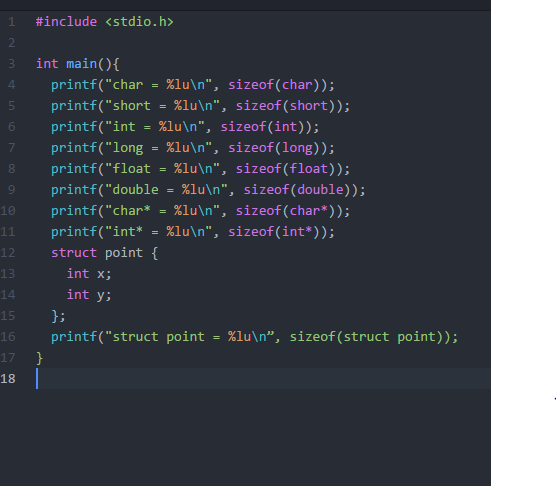 1 #include <stdio.h>
2
3 int main(){
4   printf("char = %lu\n", sizeof(char));
5   printf("short = %lu\n", sizeof(short));
6   printf("int = %lu\n", sizeof(int));
7   printf("long = %lu\n", sizeof(long));
8   printf("float = %lu\n", sizeof(float));
9   printf("double = %lu\n", sizeof(double));
10   printf("char* = %lu\n", sizeof(char*));
11   printf("int* = %lu\n", sizeof(int*));
12   struct point {
13     int x;
14     int y;
15   };
16   printf("struct point = %lu\n”, sizeof(struct point));
17 }
18